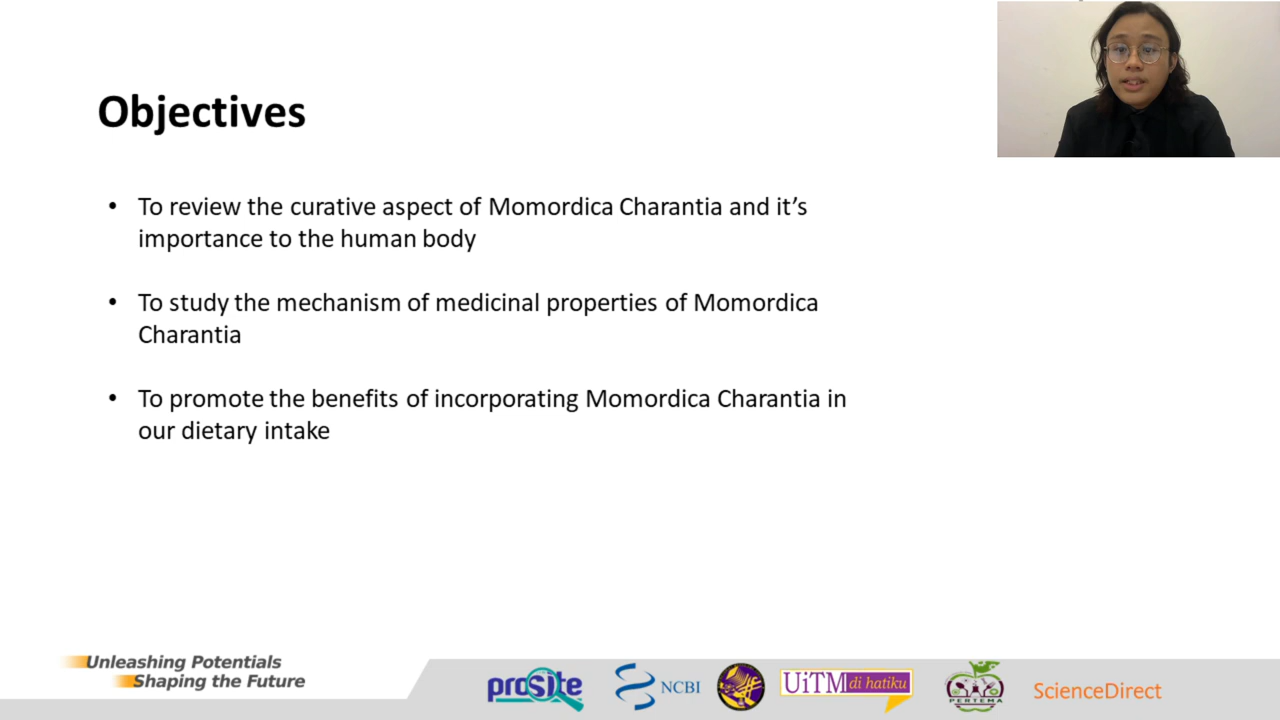 Objectives
• To review the curative aspect of Momordica Charantia and it’s
importance to the human body
• To study the mechanism of medicinal properties of Momordica
Charantia
• To promote the benefits of incorporating Momordica Charantia in
our dietary intake
Unleashing Potentials
Shaping the Future
prosite
NCBI
UiTM di hatiku
PERTEMA
ScienceDirect